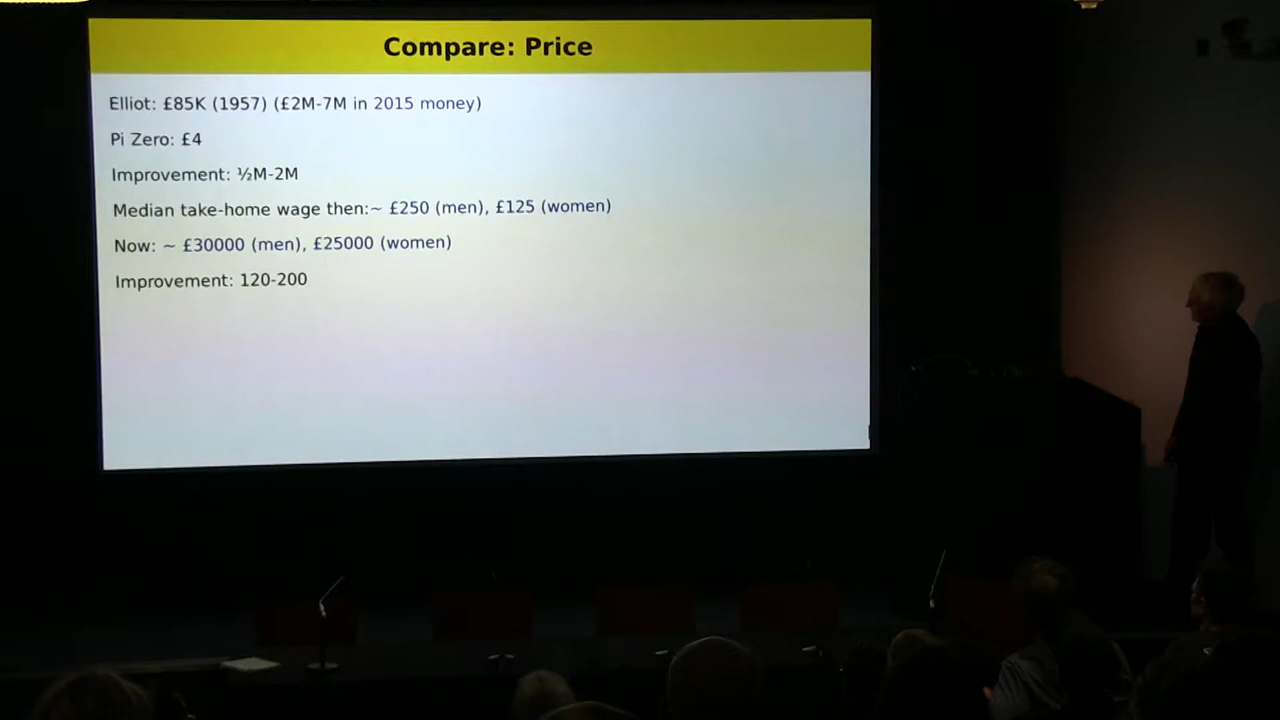 Compare: Price
Elliot: £85K (1957) (£2M-7M in 2015 money)
Pi Zero: £4
Improvement: ½M-2M
Median take-home wage then:~ £250 (men), £125 (women)
Now: ~ £30000 (men), £25000 (women)
Improvement: 120-200